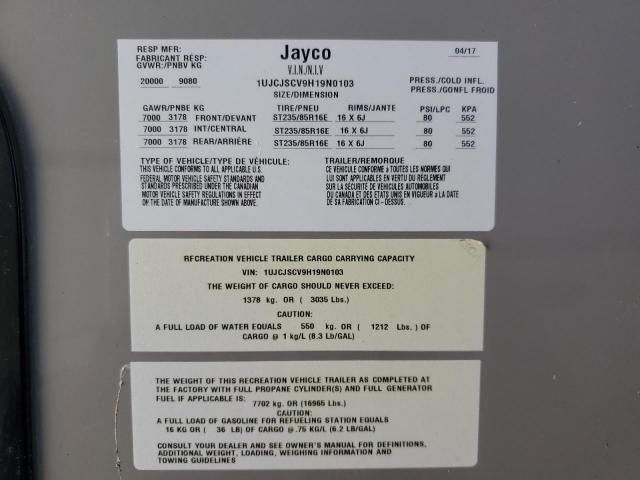 RESP MFR:
FABRICANT RESP:
GVWR:/PNBV KG
Jayco
04/17
V.I.N./N.I.V
20000 9080 1UJCJSCV9H19N0103 PRESS./COLD INFL.
SIZE/DIMENSION PRESS./GONFL FROID
GAWR/PNBE KG TIRE/PNEU RIMS/JANTE PSI/LPC KPA
7000 3178 FRONT/DEVANT ST235/85R16E 16 X 6J 80 552
7000 3178 INT/CENTRAL ST235/85R16E 16 X 6J 80 552
7000 3178 REAR/ARRIÈRE ST235/85R16E 16 X 6J 80 552
TYPE OF VEHICLE/TYPE DE VÉHICULE: TRAILER/REMORQUE
THIS VEHICLE CONFORMS TO ALL APPLICABLE U.S.
FEDERAL MOTOR VEHICLE SAFETY STANDARDS AND
STANDARDS PRESCRIBED UNDER THE CANADIAN
MOTOR VEHICLE SAFETY REGULATIONS IN EFFECT
ON THE DATE OF MANUFACTURE SHOWN ABOVE.
CE VÉHICULE CONFORME à TOUTES LES NORMES QUI
LUI SONT APPLICABLES EN VERTU DU RÈGLEMENT
SUR LA SÉCURITÉ DE VÉHICULES AUTOMOBILES
DU CANADA ET DES ETATS UNIS EN VIGUEUR à LA DATE
DE SA FABRICATION CI - DESSUS.
RECREATION VEHICLE TRAILER CARGO CARRYING CAPACITY
VIN: 1UJCJSCV9H19N0103
THE WEIGHT OF CARGO SHOULD NEVER EXCEED:
1378 kg. OR ( 3035 Lbs.)
CAUTION:
A FULL LOAD OF WATER EQUALS 550 kg. OR ( 1212 Lbs. ) OF
CARGO @ 1 kg/L (8.3 Lb/GAL)
THE WEIGHT OF THIS RECREATION VEHICLE TRAILER AS COMPLETED AT
THE FACTORY WITH FULL PROPANE CYLINDER(S) AND FULL GENERATOR
FUEL IF APPLICABLE IS: 7702 kg. OR (16965 Lbs.)
CAUTION:
A FULL LOAD OF GASOLINE FOR REFUELING STATION EQUALS
16 KG OR ( 36 LB) OF CARGO @ .75 KG/L (6.2 LB/GAL)
CONSULT YOUR DEALER AND SEE OWNER'S MANUAL FOR DEFINITIONS,
ADDITIONAL WEIGHT, LOADING, WEIGHING INFORMATION AND
TOWING GUIDELINES